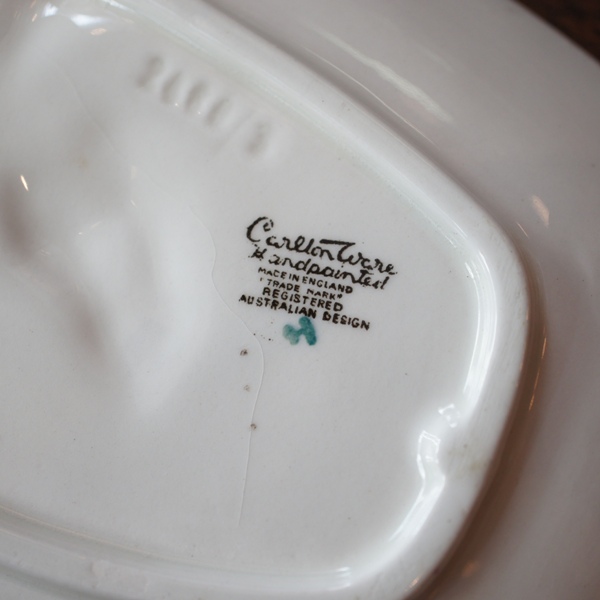 Carlton Ware
Handpainted
MADE IN ENGLAND
"TRADE MARK"
REGISTERED
AUSTRALIAN DESIGN